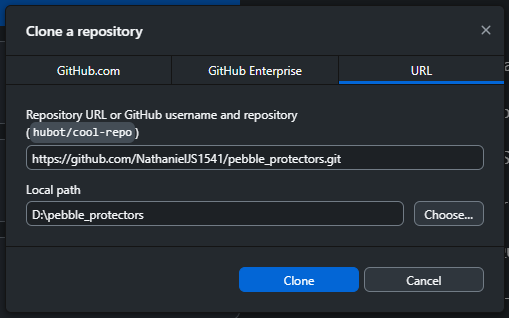 Clone a repository
GitHub.com
GitHub Enterprise
URL
Repository URL or GitHub username and repository
(hubot/cool-repo)
https://github.com/NathanielJS1541/pebble_protectors.git
Local path
D:\pebble_protectors
Choose...
Clone
Cancel